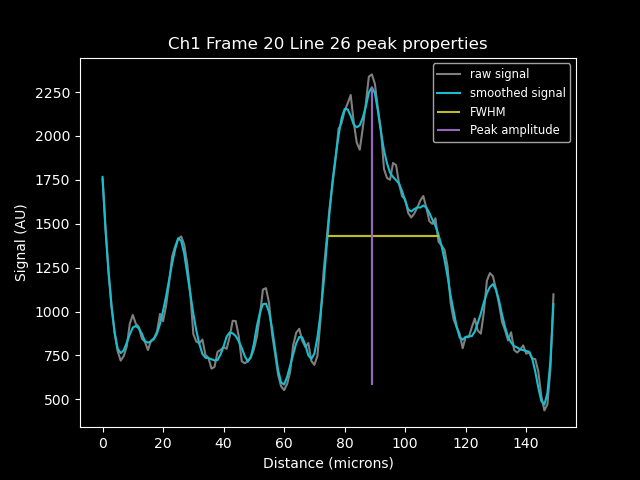 Ch1 Frame 20 Line 26 peak properties
raw signal
smoothed signal
FWHM
Peak amplitude
Signal (AU)
2250
2000
1750
1500
1250
1000
750
500
0 20 40 60 80 100 120 140
Distance (microns)